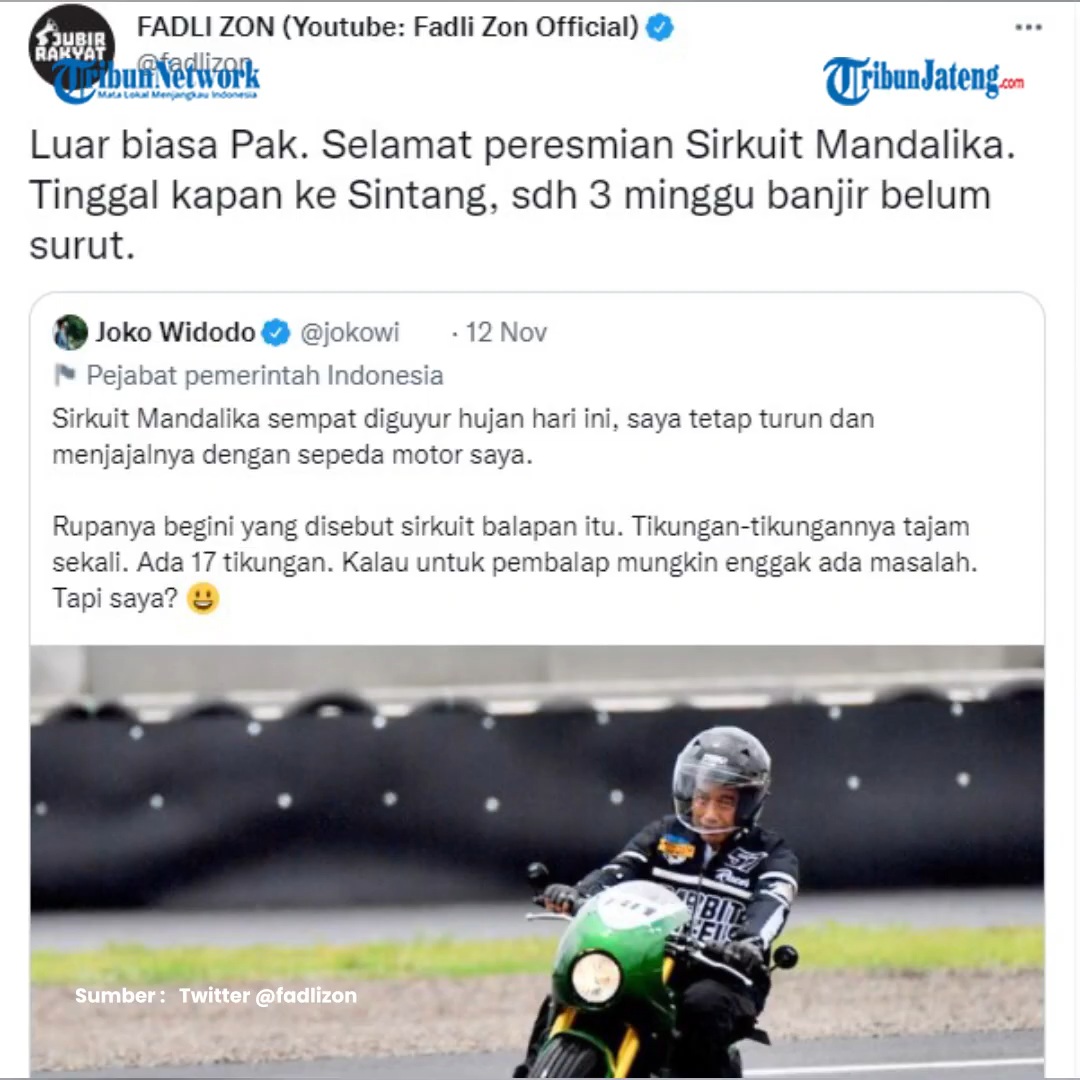 JUBIR
RAKYAT
FADLI ZON (Youtube: Fadli Zon Official)
@fadlizon
TribunNetwork
Mata Lokal Menjangkau Indonesia
TribunJateng.com
Luar biasa Pak. Selamat peresmian Sirkuit Mandalika.
Tinggal kapan ke Sintang, sdh 3 minggu banjir belum
surut.
Joko Widodo @jokowi · 12 Nov
Pejabat pemerintah Indonesia
Sirkuit Mandalika sempat diguyur hujan hari ini, saya tetap turun dan
menjajalnya dengan sepeda motor saya.
Rupanya begini yang disebut sirkuit balapan itu. Tikungan-tikungannya tajam
sekali. Ada 17 tikungan. Kalau untuk pembalap mungkin enggak ada masalah.
Tapi saya? 😃
Sumber : Twitter @fadlizon